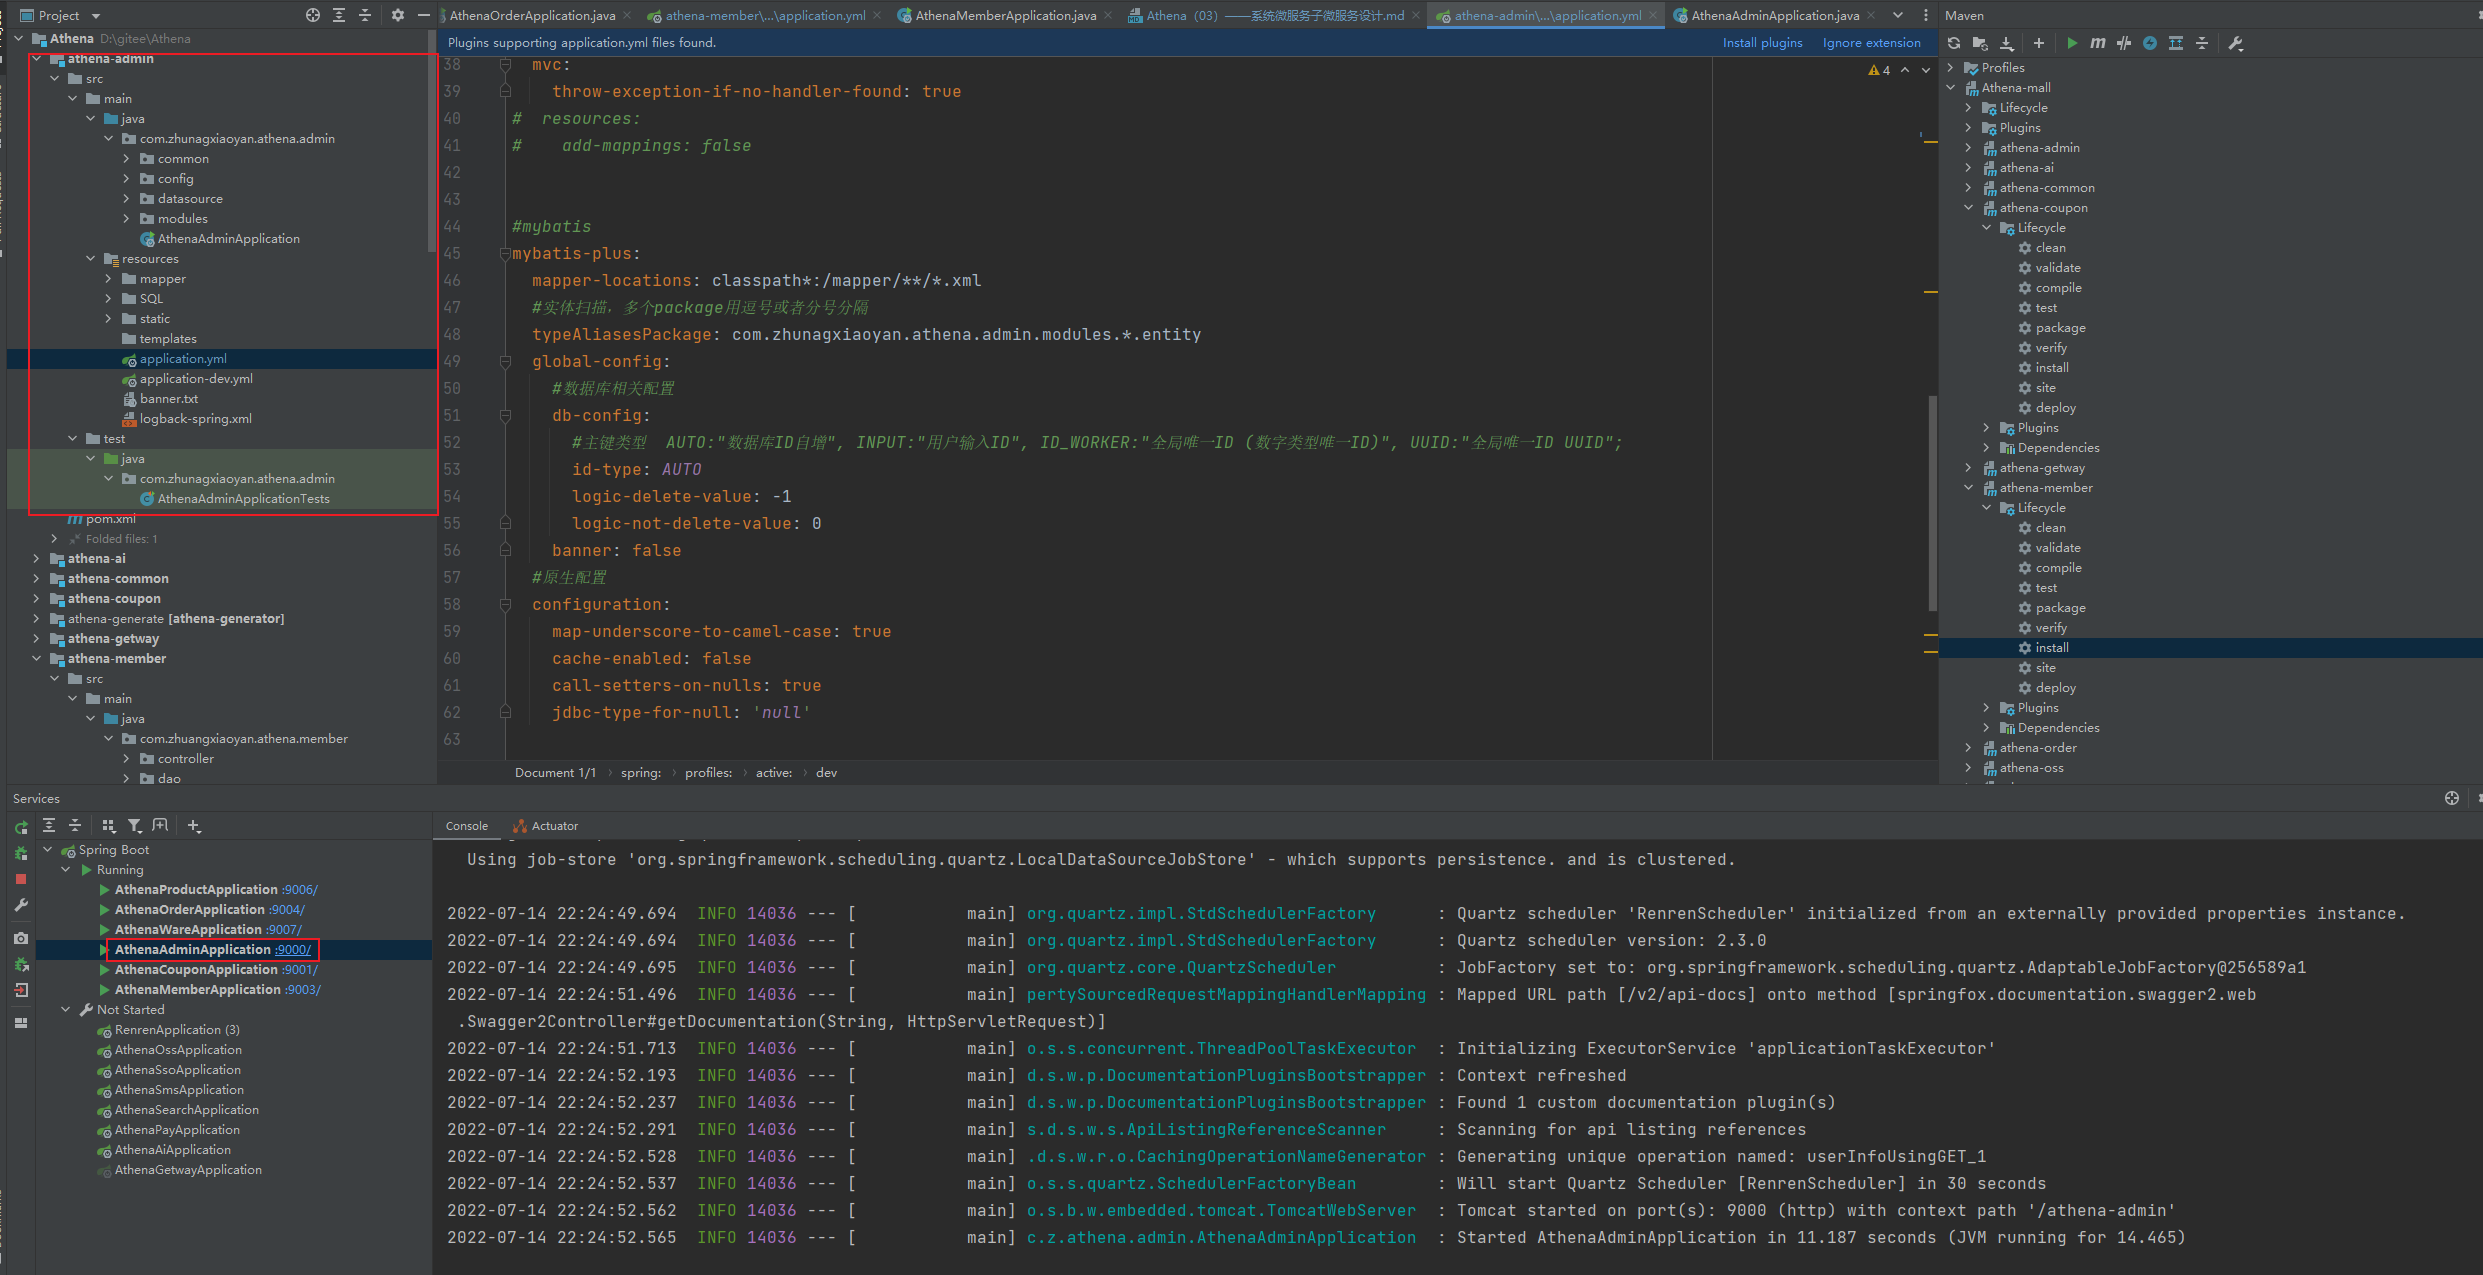 Project
AthenaOrderApplication.java
athena-member\...\application.yml
AthenaMemberApplication.java
Athena（03）——系统微服务子微服务设计.md
athena-admin\...\application.yml
AthenaAdminApplication.java
Maven
Athena D:\gitee\Athena
athena-admin
src
main
java
com.zhunagxiaoyan.athena.admin
common
config
datasource
modules
AthenaAdminApplication
resources
mapper
SQL
static
templates
application.yml
application-dev.yml
banner.txt
logback-spring.xml
test
java
com.zhunagxiaoyan.athena.admin
AthenaAdminApplicationTests
pom.xml
Folded files: 1
athena-ai
athena-common
athena-coupon
athena-generate [athena-generator]
athena-getway
athena-member
src
main
java
com.zhuangxiaoyan.athena.member
controller
dao
Plugins supporting application.yml files found.
Install plugins
Ignore extension
4
38 mvc:
39 throw-exception-if-no-handler-found: true
40 #  resources:
41 #    add-mappings: false
42
43
44 #mybatis
45 mybatis-plus:
46 mapper-locations: classpath*:/mapper/**/*.xml
47 #实体扫描，多个package用逗号或者分号分隔
48 typeAliasesPackage: com.zhunagxiaoyan.athena.admin.modules.*.entity
49 global-config:
50 #数据库相关配置
51 db-config:
52 #主键类型  AUTO:"数据库ID自增", INPUT:"用户输入ID", ID_WORKER:"全局唯一ID (数字类型唯一ID)", UUID:"全局唯一ID UUID";
53 id-type: AUTO
54 logic-delete-value: -1
55 logic-not-delete-value: 0
56 banner: false
57 #原生配置
58 configuration:
59 map-underscore-to-camel-case: true
60 cache-enabled: false
61 call-setters-on-nulls: true
62 jdbc-type-for-null: 'null'
63
Document 1/1 › spring: › profiles: › active: › dev
Profiles
Athena-mall
Lifecycle
Plugins
athena-admin
athena-ai
athena-common
athena-coupon
Lifecycle
clean
validate
compile
test
package
verify
install
site
deploy
Plugins
Dependencies
athena-getway
athena-member
Lifecycle
clean
validate
compile
test
package
verify
install
site
deploy
Plugins
Dependencies
athena-order
athena-oss
Services
Spring Boot
Running
AthenaProductApplication :9006/
AthenaOrderApplication :9004/
AthenaWareApplication :9007/
AthenaAdminApplication :9000/
AthenaCouponApplication :9001/
AthenaMemberApplication :9003/
Not Started
RenrenApplication (3)
AthenaOssApplication
AthenaSsoApplication
AthenaSmsApplication
AthenaSearchApplication
AthenaPayApplication
AthenaAiApplication
AthenaGetwayApplication
Console
Actuator
Using job-store 'org.springframework.scheduling.quartz.LocalDataSourceJobStore' - which supports persistence. and is clustered.
2022-07-14 22:24:49.694  INFO 14036 --- [           main] org.quartz.impl.StdSchedulerFactory      : Quartz scheduler 'RenrenScheduler' initialized from an externally provided properties instance.
2022-07-14 22:24:49.694  INFO 14036 --- [           main] org.quartz.impl.StdSchedulerFactory      : Quartz scheduler version: 2.3.0
2022-07-14 22:24:49.695  INFO 14036 --- [           main] org.quartz.core.QuartzScheduler          : JobFactory set to: org.springframework.scheduling.quartz.AdaptableJobFactory@256589a1
2022-07-14 22:24:51.496  INFO 14036 --- [           main] pertySourcedRequestMappingHandlerMapping : Mapped URL path [/v2/api-docs] onto method [springfox.documentation.swagger2.web
.Swagger2Controller#getDocumentation(String, HttpServletRequest)]
2022-07-14 22:24:51.713  INFO 14036 --- [           main] o.s.s.concurrent.ThreadPoolTaskExecutor  : Initializing ExecutorService 'applicationTaskExecutor'
2022-07-14 22:24:52.193  INFO 14036 --- [           main] d.s.w.p.DocumentationPluginsBootstrapper : Context refreshed
2022-07-14 22:24:52.237  INFO 14036 --- [           main] d.s.w.p.DocumentationPluginsBootstrapper : Found 1 custom documentation plugin(s)
2022-07-14 22:24:52.291  INFO 14036 --- [           main] s.d.s.w.s.ApiListingReferenceScanner     : Scanning for api listing references
2022-07-14 22:24:52.528  INFO 14036 --- [           main] .d.s.w.r.o.CachingOperationNameGenerator : Generating unique operation named: userInfoUsingGET_1
2022-07-14 22:24:52.537  INFO 14036 --- [           main] o.s.s.quartz.SchedulerFactoryBean        : Will start Quartz Scheduler [RenrenScheduler] in 30 seconds
2022-07-14 22:24:52.562  INFO 14036 --- [           main] o.s.b.w.embedded.tomcat.TomcatWebServer  : Tomcat started on port(s): 9000 (http) with context path '/athena-admin'
2022-07-14 22:24:52.565  INFO 14036 --- [           main] c.z.athena.admin.AthenaAdminApplication  : Started AthenaAdminApplication in 11.187 seconds (JVM running for 14.465)